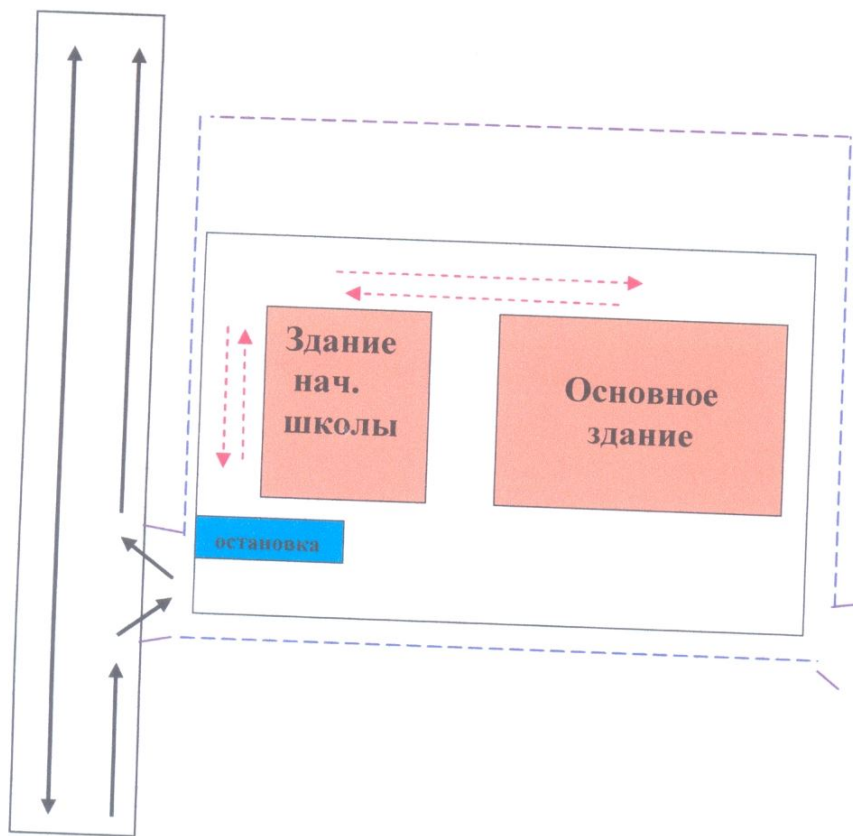 Здание
нач.
школы
Основное
здание
остановка